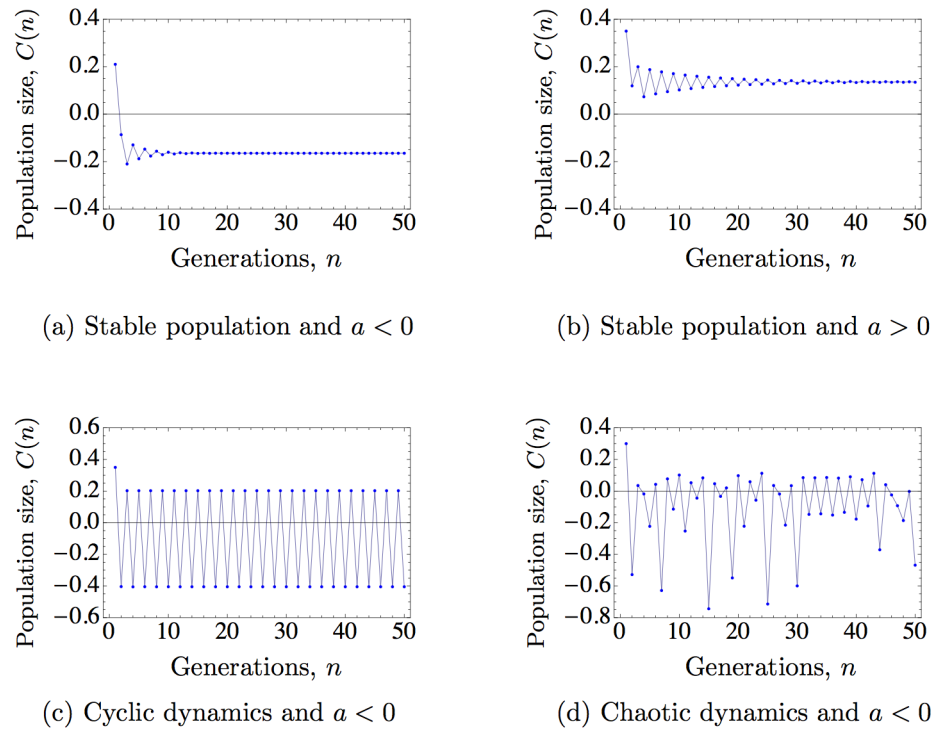 0.4
0.2
0.0
−0.2
−0.4
Population size, C(n)
0 10 20 30 40 50
Generations, n
(a) Stable population and a < 0
0.4
0.2
0.0
−0.2
−0.4
Population size, C(n)
0 10 20 30 40 50
Generations, n
(b) Stable population and a > 0
0.6
0.4
0.2
0.0
−0.2
−0.4
−0.6
Population size, C(n)
0 10 20 30 40 50
Generations, n
(c) Cyclic dynamics and a < 0
0.4
0.2
0.0
−0.2
−0.4
−0.6
−0.8
Population size, C(n)
0 10 20 30 40 50
Generations, n
(d) Chaotic dynamics and a < 0